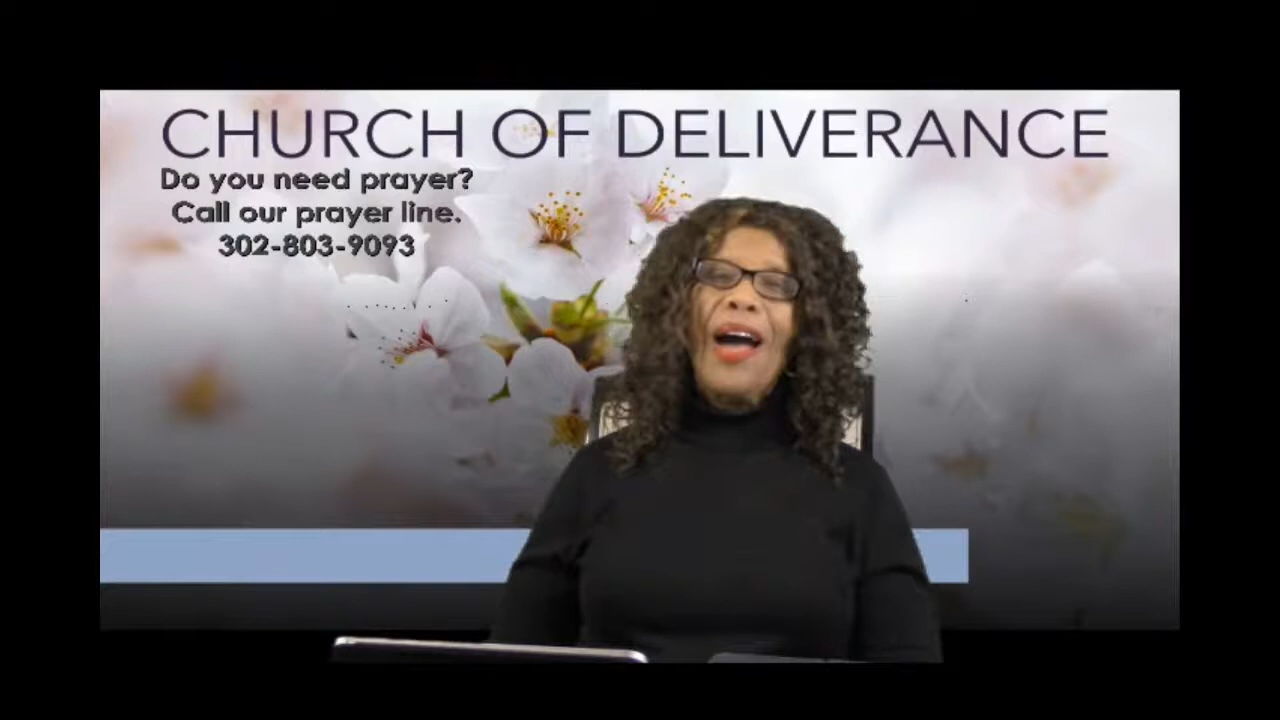 CHURCH OF DELIVERANCE
Do you need prayer?
Call our prayer line.
302-803-9093